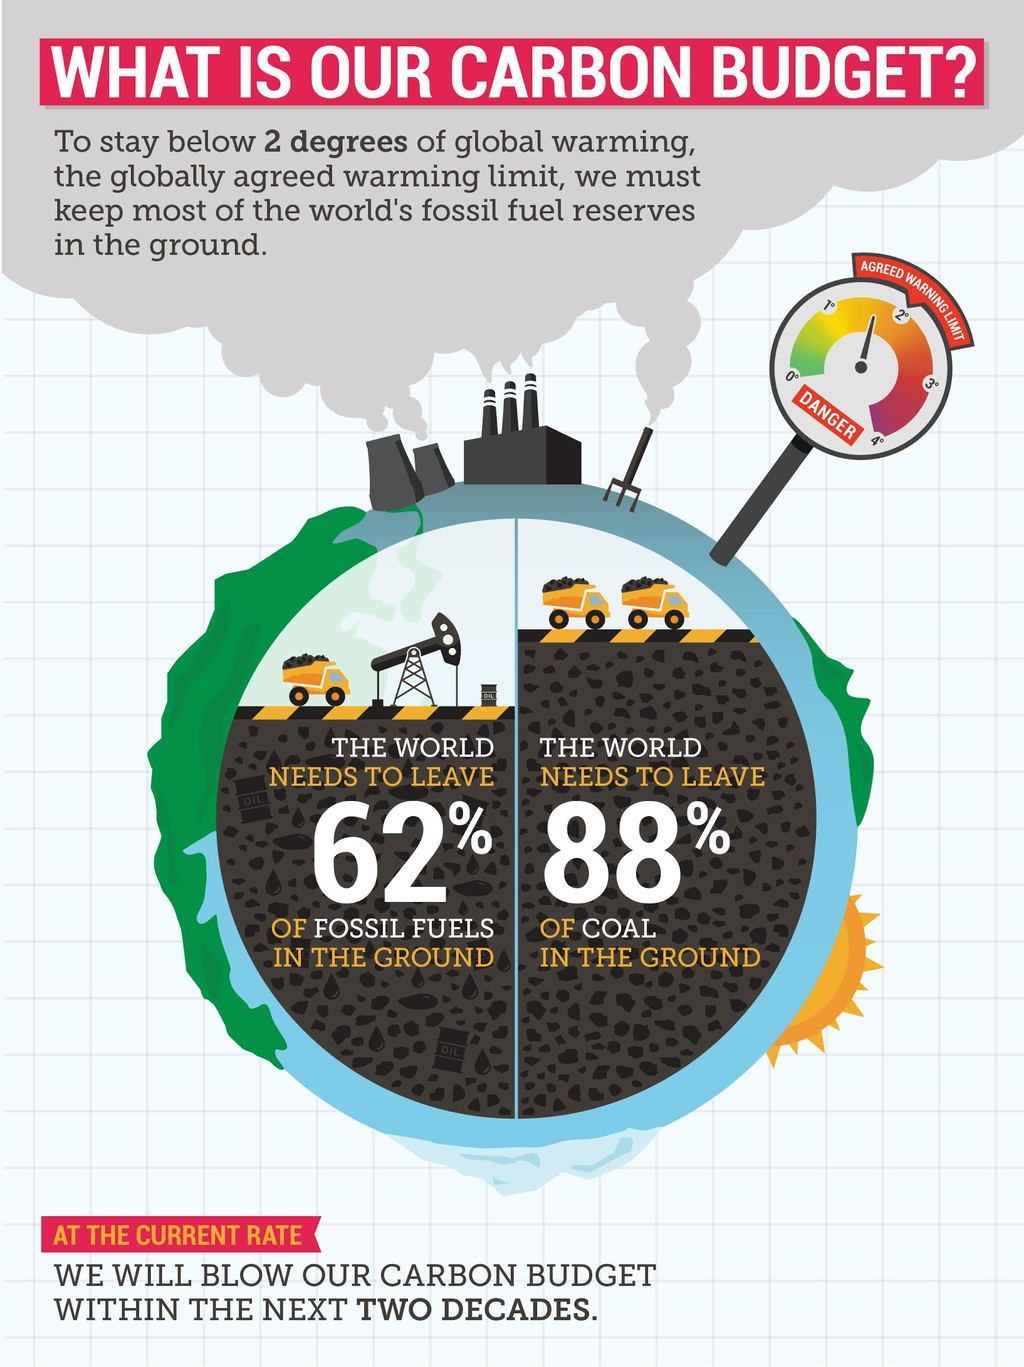 WHAT IS OUR CARBON BUDGET?
To stay below 2 degrees of global warming,
the globally agreed warming limit, we must
keep most of the world's fossil fuel reserves
in the ground.
AGREED WARNING LIMIT
0°
1°
2°
3°
4°
DANGER
OIL
THE WORLD
NEEDS TO LEAVE
62%
OF FOSSIL FUELS
IN THE GROUND
OIL
OIL
THE WORLD
NEEDS TO LEAVE
88%
OF COAL
IN THE GROUND
AT THE CURRENT RATE
WE WILL BLOW OUR CARBON BUDGET
WITHIN THE NEXT TWO DECADES.